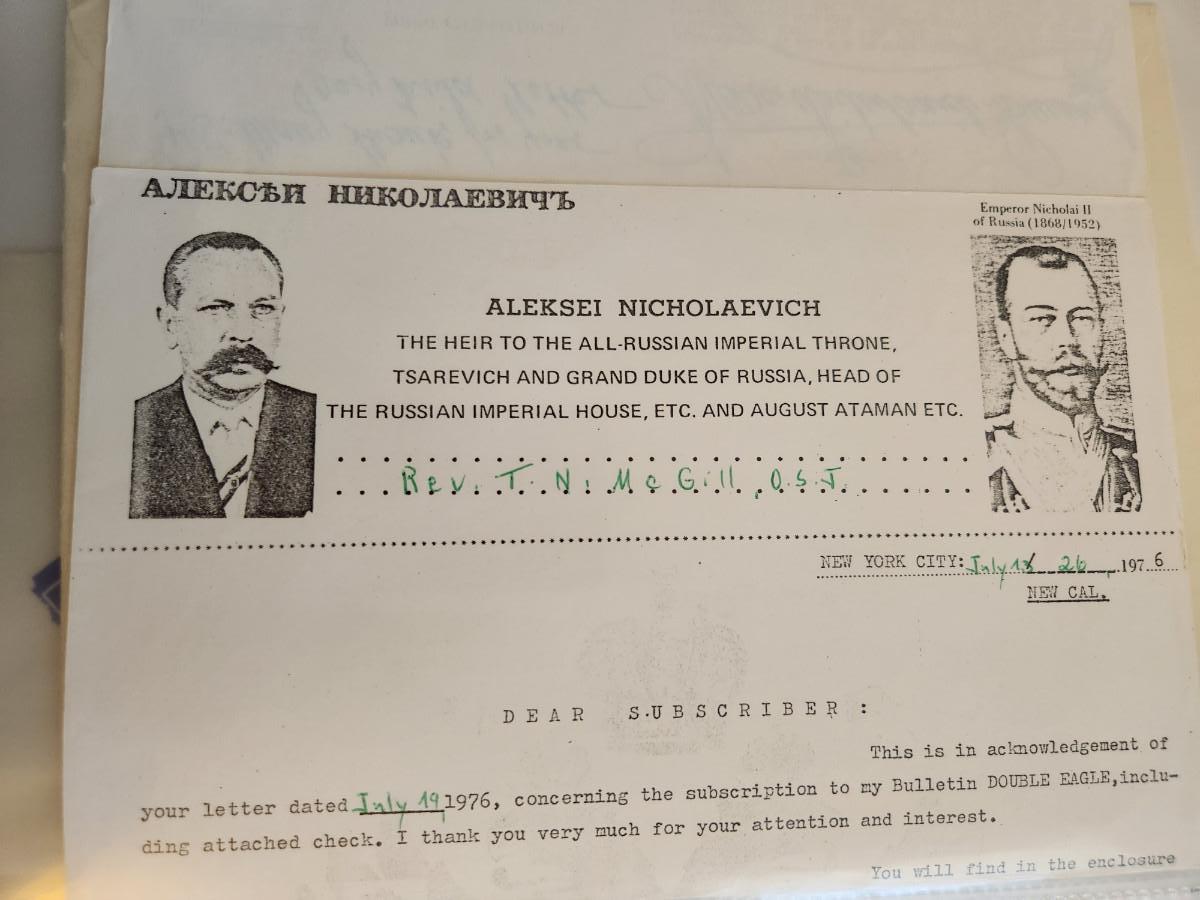 АЛЕКСѢИ НИКОЛАЕВИЧЪ
Emperor Nicholai II
of Russia (1868/1952)
ALEKSEI NICHOLAEVICH
THE HEIR TO THE ALL-RUSSIAN IMPERIAL THRONE,
TSAREVICH AND GRAND DUKE OF RUSSIA, HEAD OF
THE RUSSIAN IMPERIAL HOUSE, ETC. AND AUGUST ATAMAN ETC.
Rev. T. N. McGill, O.S.J.
NEW YORK CITY: July 26, 1976
NEW CAL.
DEAR SUBSCRIBER :
This is in acknowledgement of
your letter dated July 19 1976, concerning the subscription to my Bulletin DOUBLE EAGLE,inclu-
ding attached check. I thank you very much for your attention and interest.
You will find in the enclosure